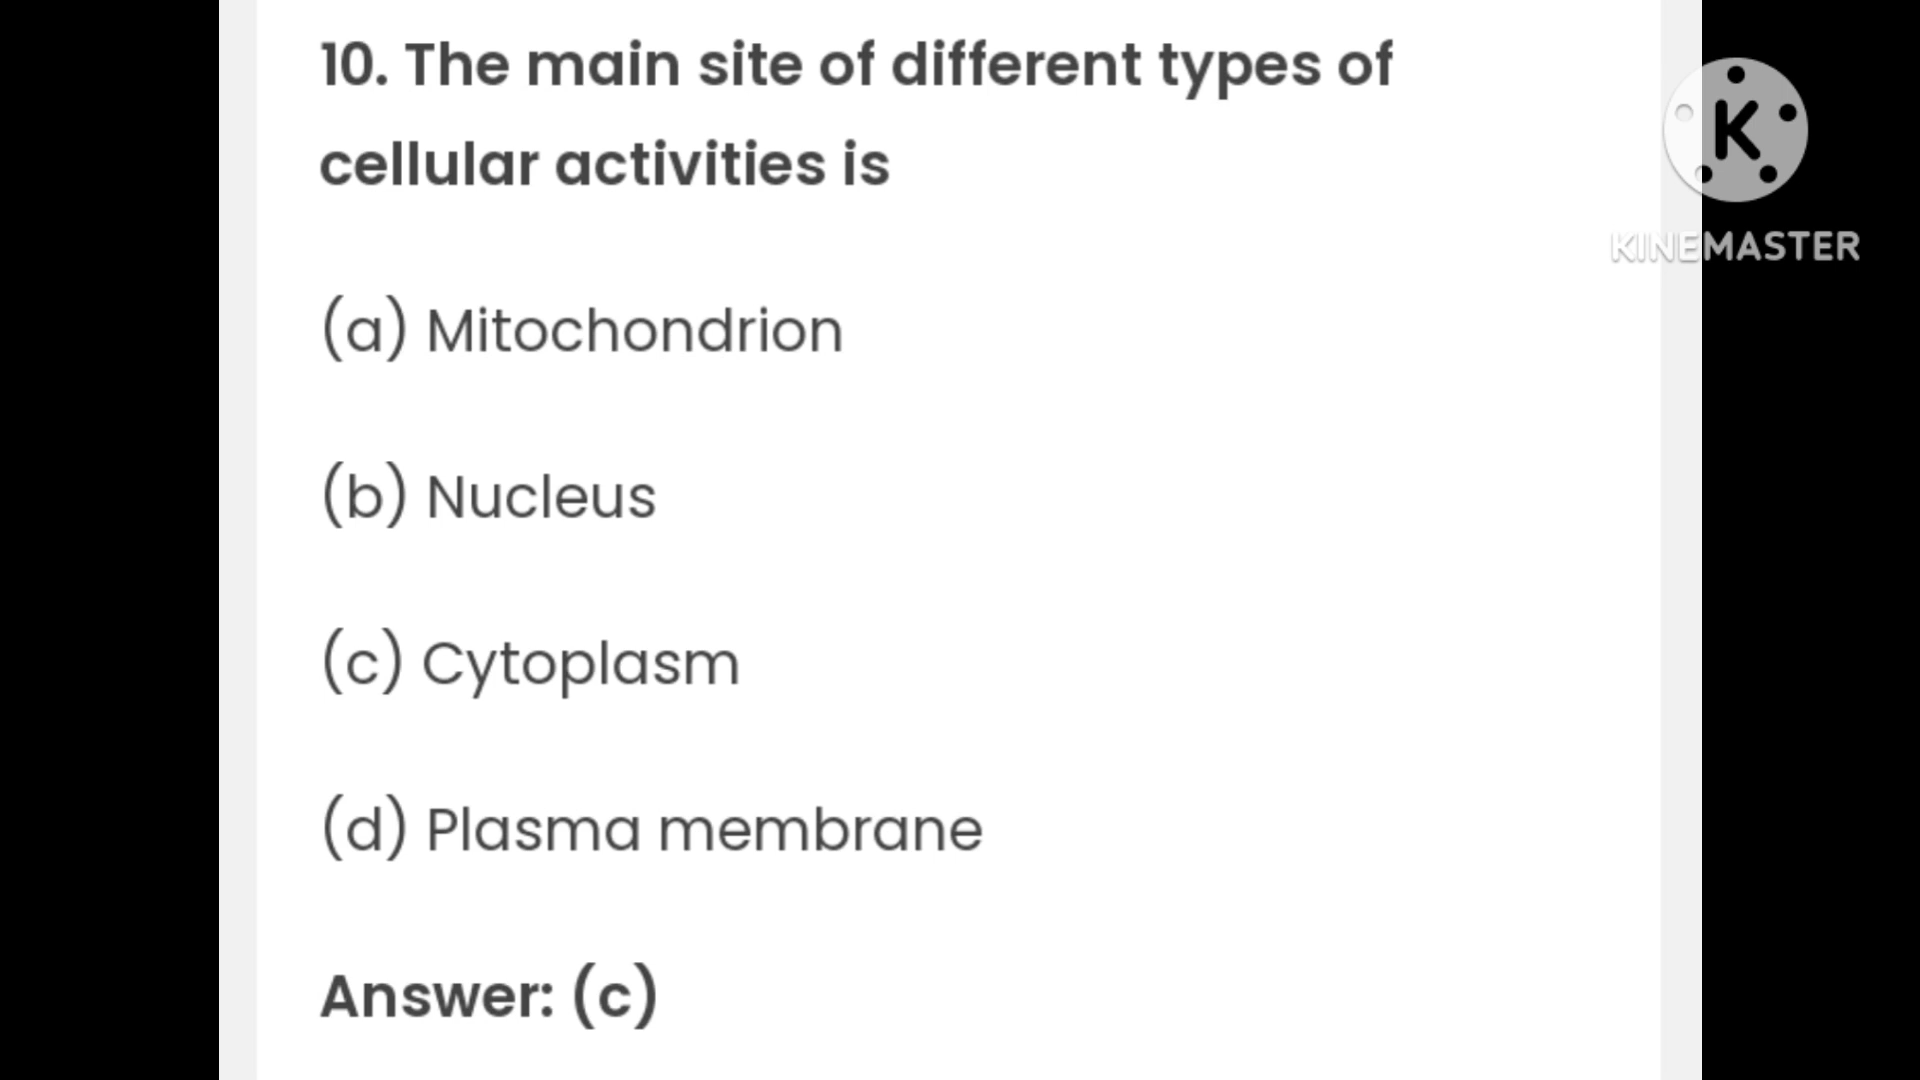 10. The main site of different types of
cellular activities is
(a) Mitochondrion
(b) Nucleus
(c) Cytoplasm
(d) Plasma membrane
Answer: (c)
K
KINEMASTER